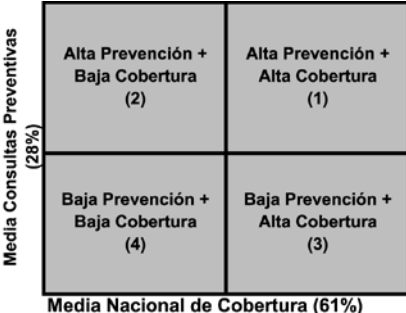 Media Consultas Preventivas
(28%)
Alta Prevención +
Baja Cobertura
(2)
Alta Prevención +
Alta Cobertura
(1)
Baja Prevención +
Baja Cobertura
(4)
Baja Prevención +
Alta Cobertura
(3)
Media Nacional de Cobertura (61%)